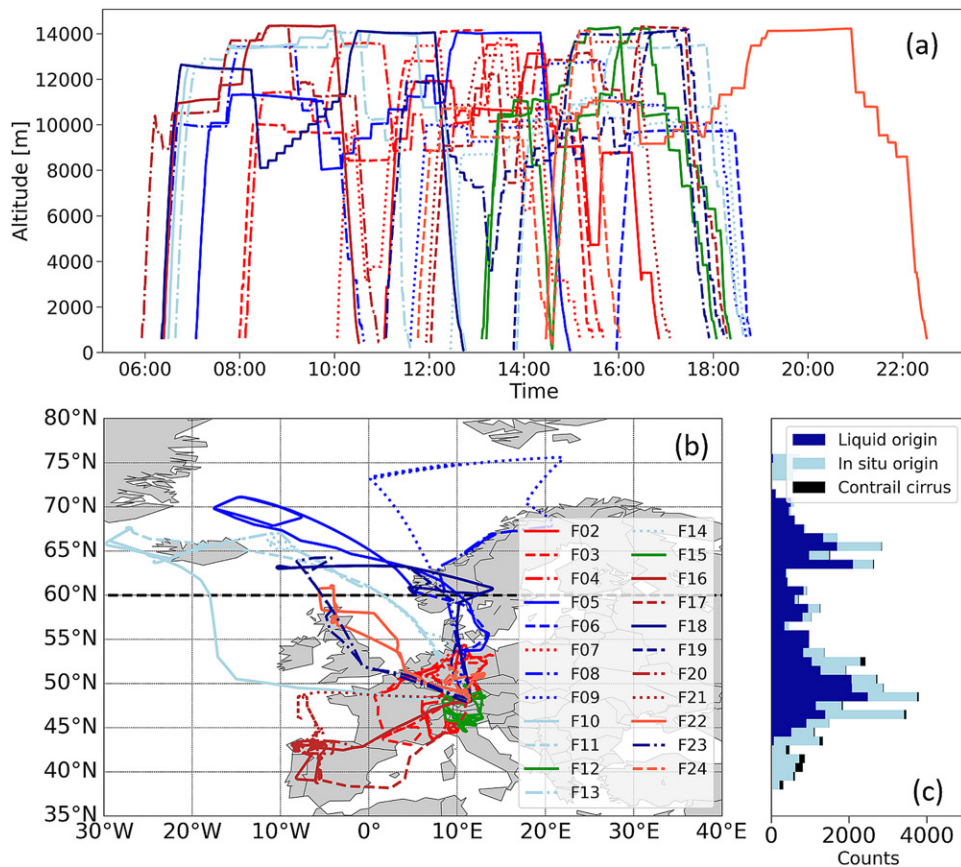 (a)
14000
12000
10000
8000
6000
4000
2000
0
Altitude [m]
06:00 08:00 10:00 12:00 14:00 16:00 18:00 20:00 22:00
Time
(b)
80°N
75°N
70°N
65°N
60°N
55°N
50°N
45°N
40°N
35°N
30°W 20°W 10°W 0°E 10°E 20°E 30°E 40°E
F02
F03
F04
F05
F06
F07
F08
F09
F10
F11
F12
F13
F14
F15
F16
F17
F18
F19
F20
F21
F22
F23
F24
Liquid origin
In situ origin
Contrail cirrus
(c)
0 2000 4000
Counts